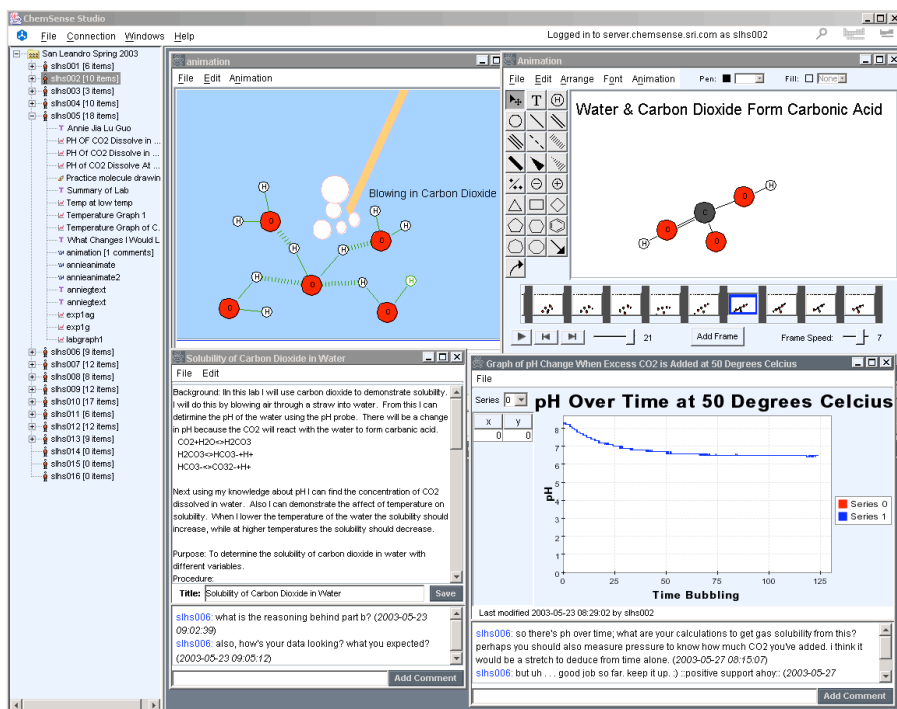 ChemSense Studio
File Connection Windows Help
Logged in to server.chemsense.sri.com as slhs002
San Leandro Spring 2003
slhs001 [6 items]
slhs002 [10 items]
slhs003 [3 items]
slhs004 [10 items]
slhs005 [18 items]
T Annie Jia Lu Guo
PH OF CO2 Dissolve in ...
PH Of CO2 Dissolve in ...
PH of CO2 Dissolve At ...
Practice molecule drawin
T Summary of Lab
Temp at low temp
Temperature Graph 1
Temperature Graph of C.
T What Changes I Would L
animation [1 comments]
annieanimate
annieanimate2
T anniegtext
T anniegtext
exp1ag
exp1g
labgraph1
slhs006 [9 items]
slhs007 [12 items]
slhs008 [8 items]
slhs009 [12 items]
slhs010 [17 items]
slhs011 [6 items]
slhs012 [12 items]
slhs013 [9 items]
slhs014 [0 items]
slhs015 [0 items]
slhs016 [0 items]
animation
File Edit Animation
Blowing in Carbon Dioxide
H
H
O
H
H
H
H
O
H
O
H
H
O
H
O
Animation
File Edit Arrange Font Animation Pen: Fill: None
T H
Water & Carbon Dioxide Form Carbonic Acid
H
O
C
O
O
H
21 Add Frame Frame Speed: 7
Solubility of Carbon Dioxide in Water
File Edit
Background: IIn this lab I will use carbon dioxide to demonstrate solubility.
I will do this by blowing air through a straw into water. From this I can
detirmine the pH of the water using the pH probe. There will be a change
in pH because the CO2 will react with the water to form carbanic acid.
CO2+H2O<>H2CO3
H2CO3<>HCO3-+H+
HCO3-<>CO32-+H+
Next using my knowledge about pH I can find the concentration of CO2
dissolved in water. Also I can demonstrate the affect of temperature on
solubility. When I lower the temperature of the water the solubility should
increase, while at higher temperatures the solubility should decrease.
Purpose: To determine the solubility of carbon dioxide in water with
different variables.
Procedure:
Title: Solubility of Carbon Dioxide in Water Save
slhs006: what is the reasoning behind part b? (2003-05-23
09:02:39)
slhs006: also, how's your data looking? what you expected?
(2003-05-23 09:05:12)
Add Comment
Graph of pH Change When Excess CO2 is Added at 50 Degrees Celcius
File
Series 0
x y
0 0
pH Over Time at 50 Degrees Celcius
8
7
6
5
4
3
2
1
0
pH
0 25 50 75 100 125
Time Bubbling
Series 0
Series 1
Last modified 2003-05-23 08:29:02 by slhs002
slhs006: so there's ph over time; what are your calculations to get gas solubility from this?
perhaps you should also measure pressure to know how much CO2 you've added. i think it
would be a stretch to deduce from time alone. (2003-05-27 08:15:07)
slhs006: but uh . . . good job so far. keep it up. :) ::positive support ahoy:: (2003-05-27
Add Comment